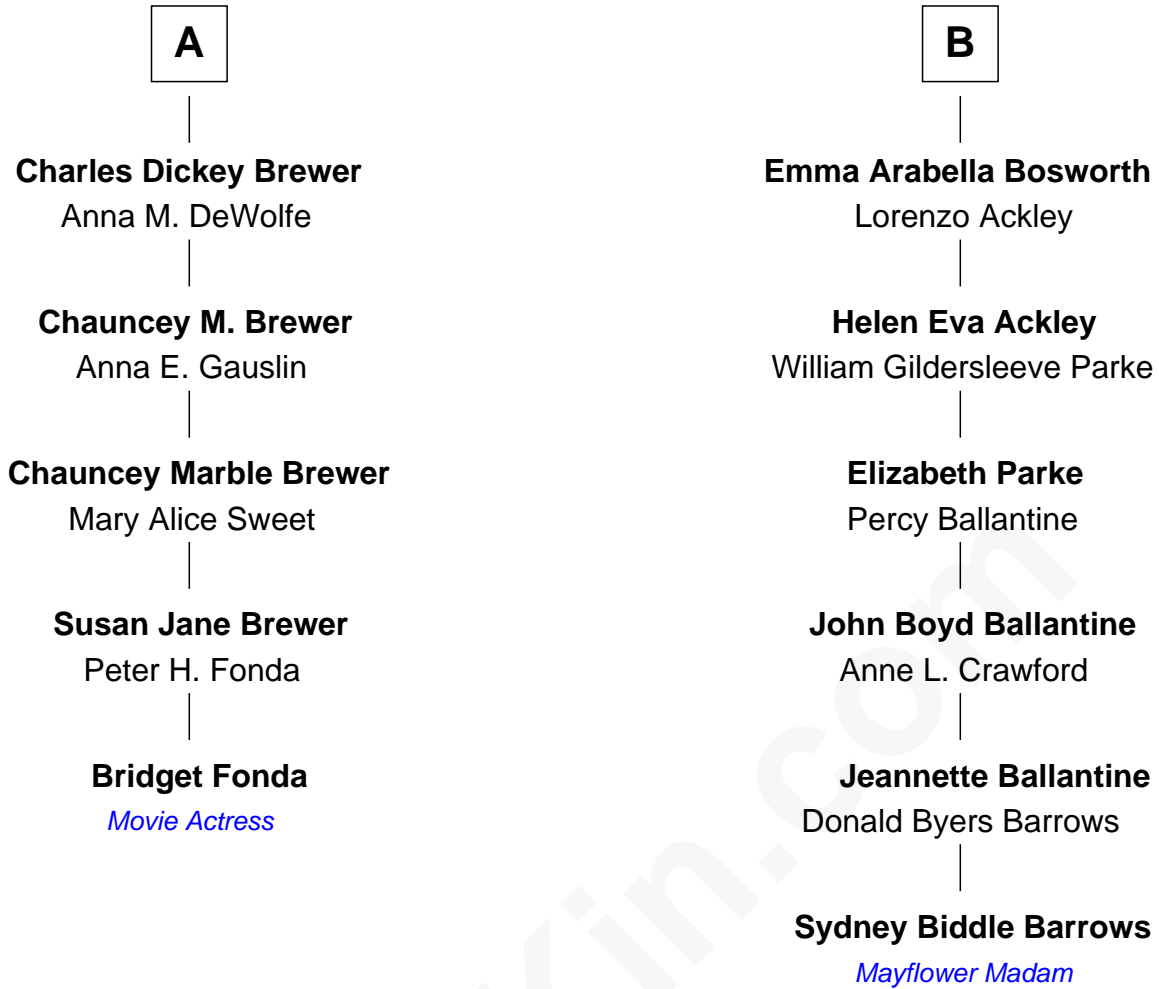 A
Charles Dickey Brewer
Anna M. DeWolfe
Chauncey M. Brewer
Anna E. Gauslin
Chauncey Marble Brewer
Mary Alice Sweet
Susan Jane Brewer
Peter H. Fonda
Bridget Fonda
Movie Actress
B
Emma Arabella Bosworth
Lorenzo Ackley
Helen Eva Ackley
William Gildersleeve Parke
Elizabeth Parke
Percy Ballantine
John Boyd Ballantine
Anne L. Crawford
Jeannette Ballantine
Donald Byers Barrows
Sydney Biddle Barrows
Mayflower Madam
Kin.com